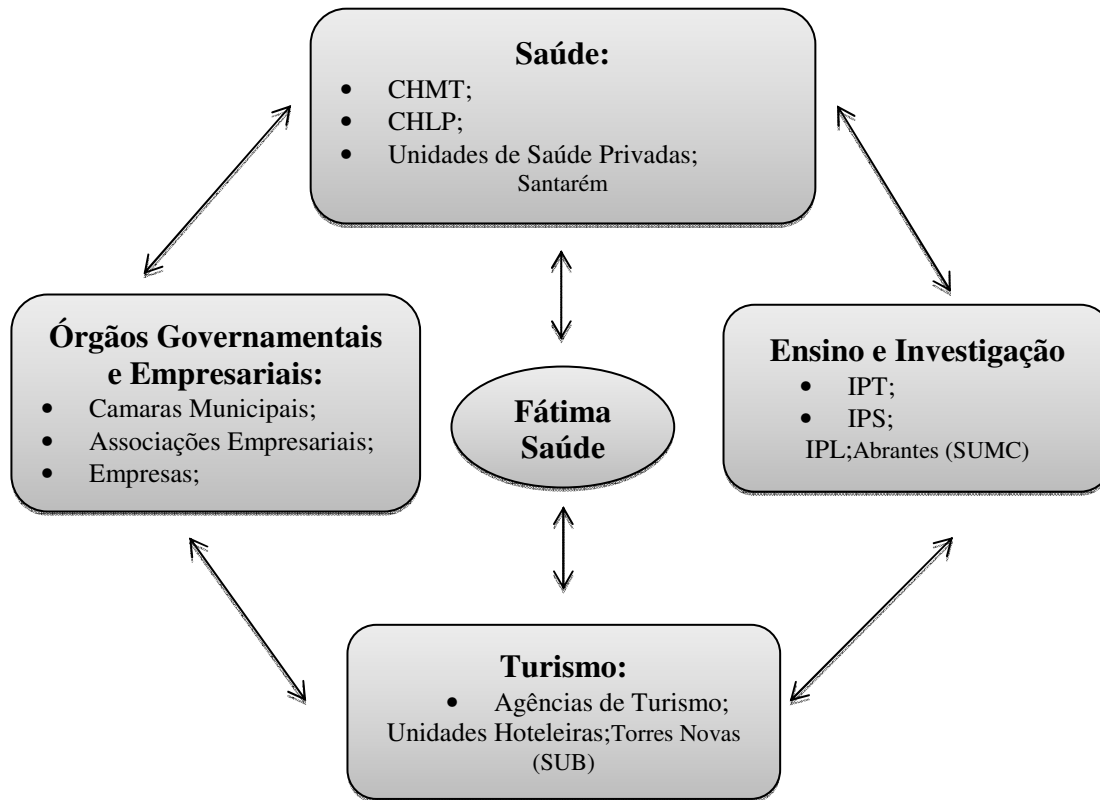 Saúde:
• CHMT;
• CHLP;
• Unidades de Saúde Privadas;
Santarém
Órgãos Governamentais
e Empresariais:
• Camaras Municipais;
• Associações Empresariais;
• Empresas;
Fátima
Saúde
Ensino e Investigação
• IPT;
• IPS;
IPL;Abrantes (SUMC)
Turismo:
• Agências de Turismo;
Unidades Hoteleiras;Torres Novas
(SUB)